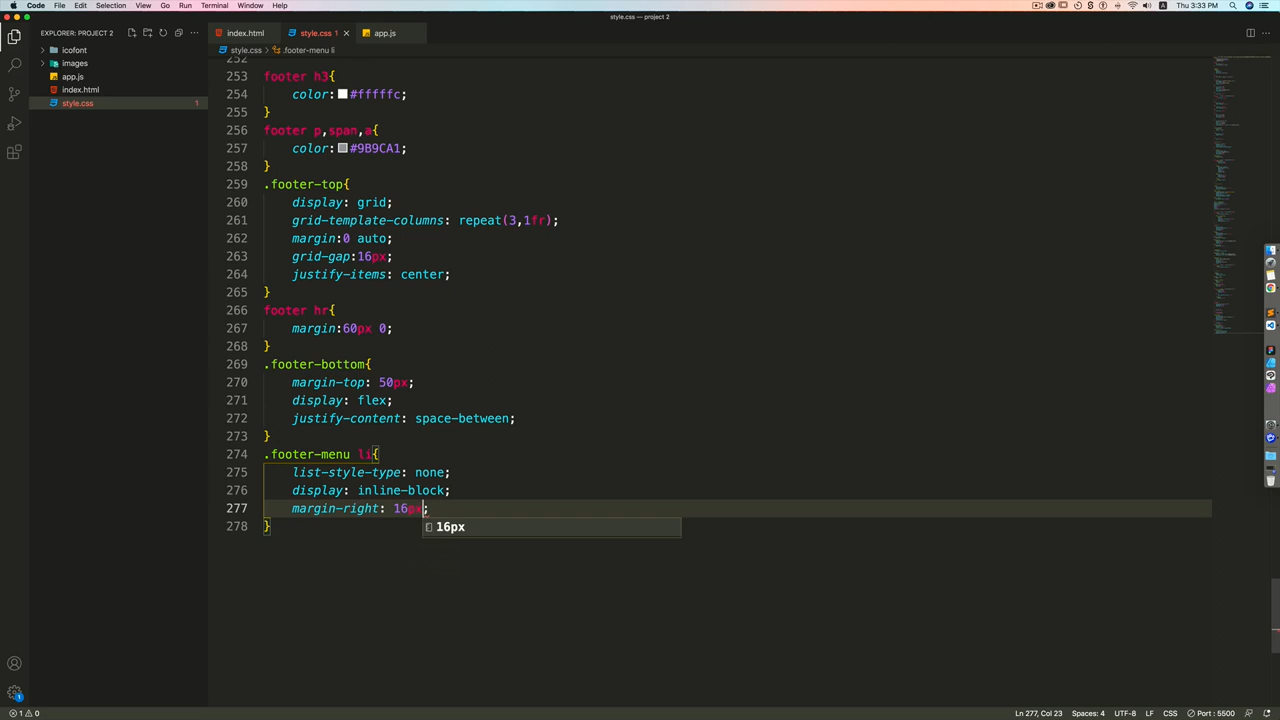 Code File Edit Selection View Go Run Terminal Window Help
A Thu 3:33 PM
style.css — project 2
EXPLORER: PROJECT 2
index.html
style.css 1
app.js
icofont
images
app.js
index.html
style.css 1
style.css > .footer-menu li
252
253 footer h3{
254 color: #fffffc;
255 }
256 footer p,span,a{
257 color: #9B9CA1;
258 }
259 .footer-top{
260 display: grid;
261 grid-template-columns: repeat(3,1fr);
262 margin:0 auto;
263 grid-gap:16px;
264 justify-items: center;
265 }
266 footer hr{
267 margin:60px 0;
268 }
269 .footer-bottom{
270 margin-top: 50px;
271 display: flex;
272 justify-content: space-between;
273 }
274 .footer-menu li{
275 list-style-type: none;
276 display: inline-block;
277 margin-right: 16px;
278 }
16px
1
1 0
Ln 277, Col 23 Spaces: 4 UTF-8 LF CSS Port : 5500